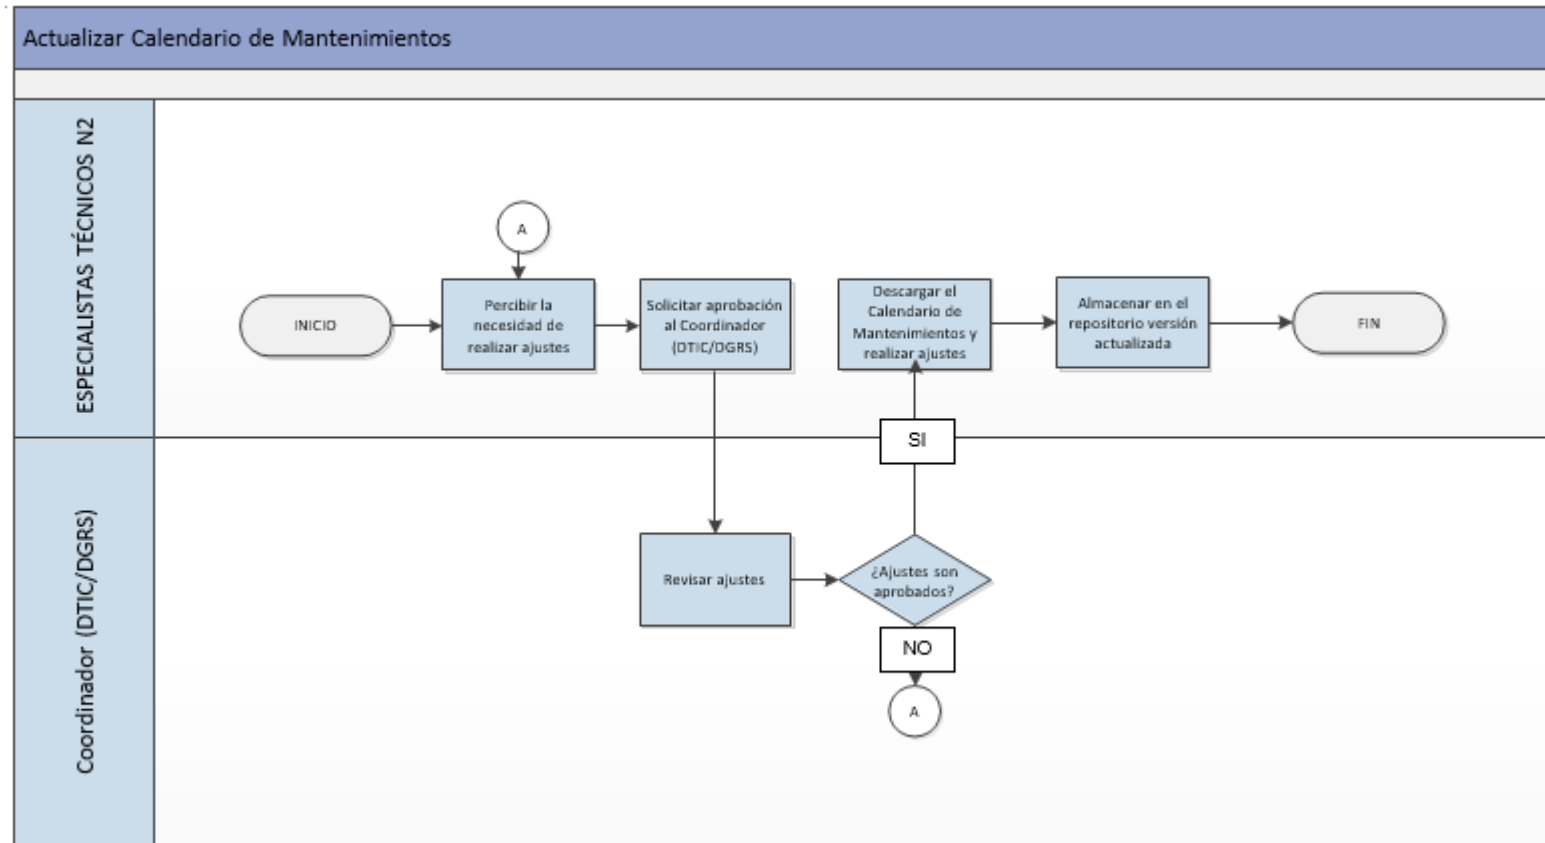 Actualizar Calendario de Mantenimientos
ESPECIALISTAS TÉCNICOS N2
A
INICIO
Percibir la
necesidad de
realizar ajustes
Solicitar aprobación
al Coordinador
(DTIC/DGRS)
Descargar el
Calendario de
Mantenimientos y
realizar ajustes
Almacenar en el
repositorio versión
actualizada
FIN
SI
Coordinador (DTIC/DGRS)
Revisar ajustes
¿Ajustes son
aprobados?
NO
A